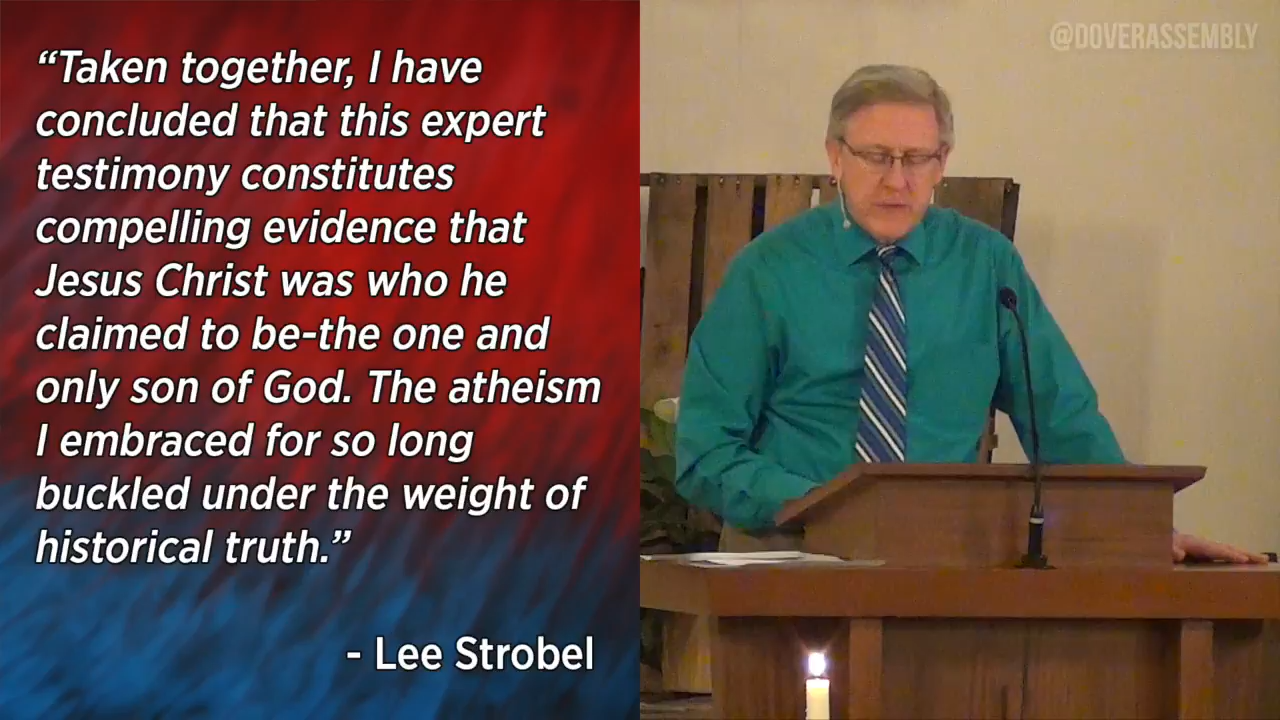 “Taken together, I have
concluded that this expert
testimony constitutes
compelling evidence that
Jesus Christ was who he
claimed to be-the one and
only son of God. The atheism
I embraced for so long
buckled under the weight of
historical truth.”
- Lee Strobel
@DOVERASSEMBLY